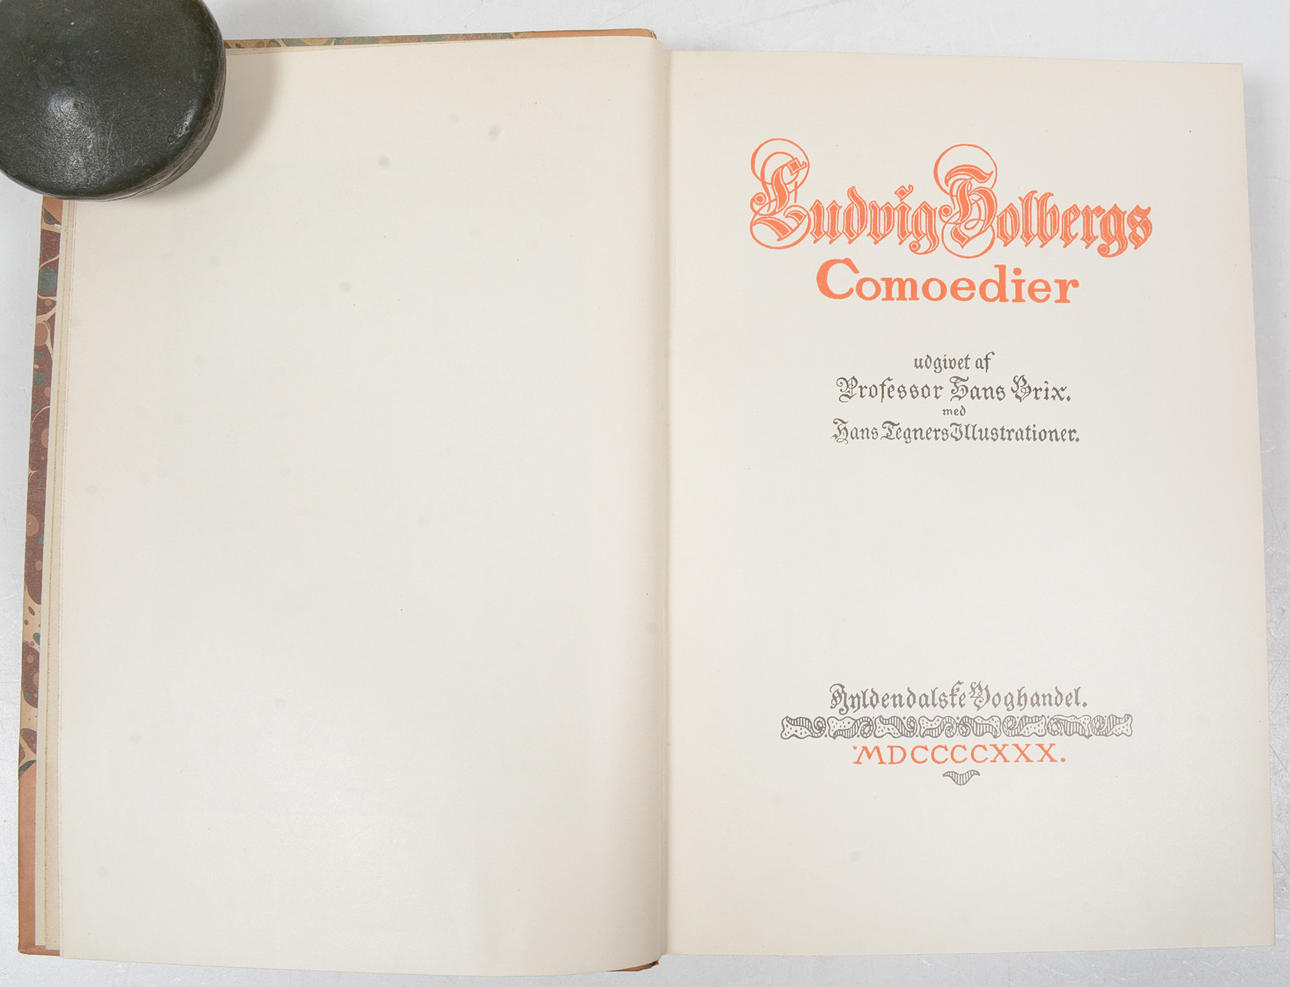 Ludvig Holbergs
Comoedier
udgivet af
Professor Hans Brix.
med
Hans Tegners Illustrationer.
Gyldendalske Boghandel.
MDCCCCXXX.